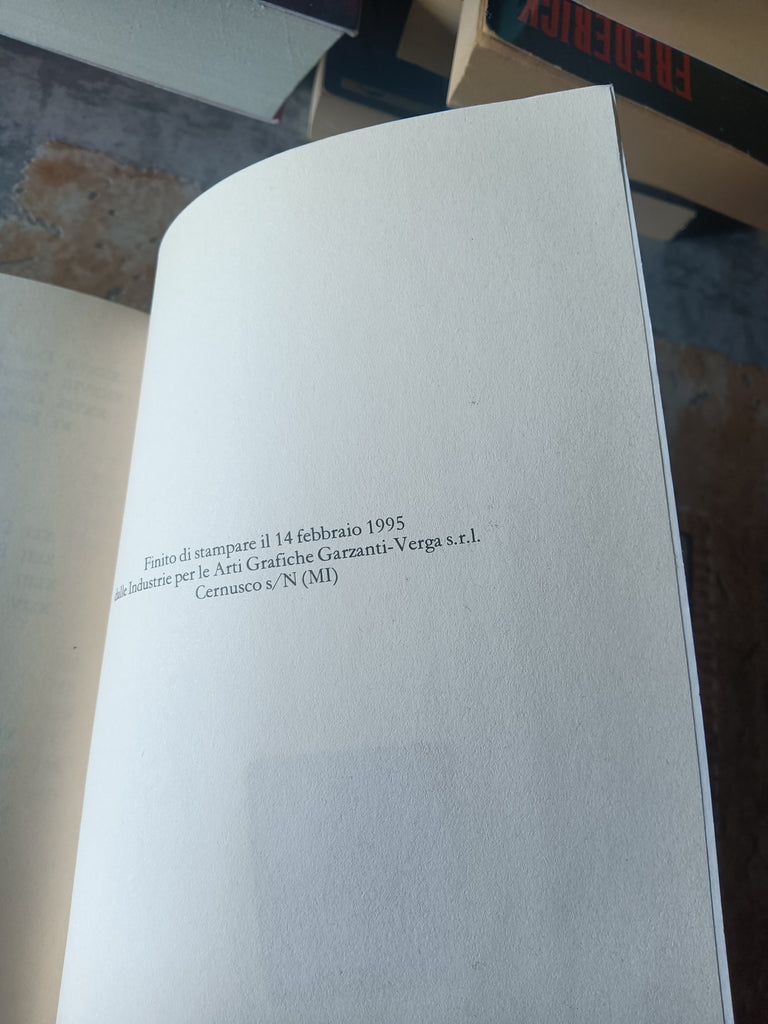 FREDERICK
Finito di stampare il 14 febbraio 1995
dalle Industrie per le Arti Grafiche Garzanti-Verga s.r.l.
Cernusco s/N (MI)